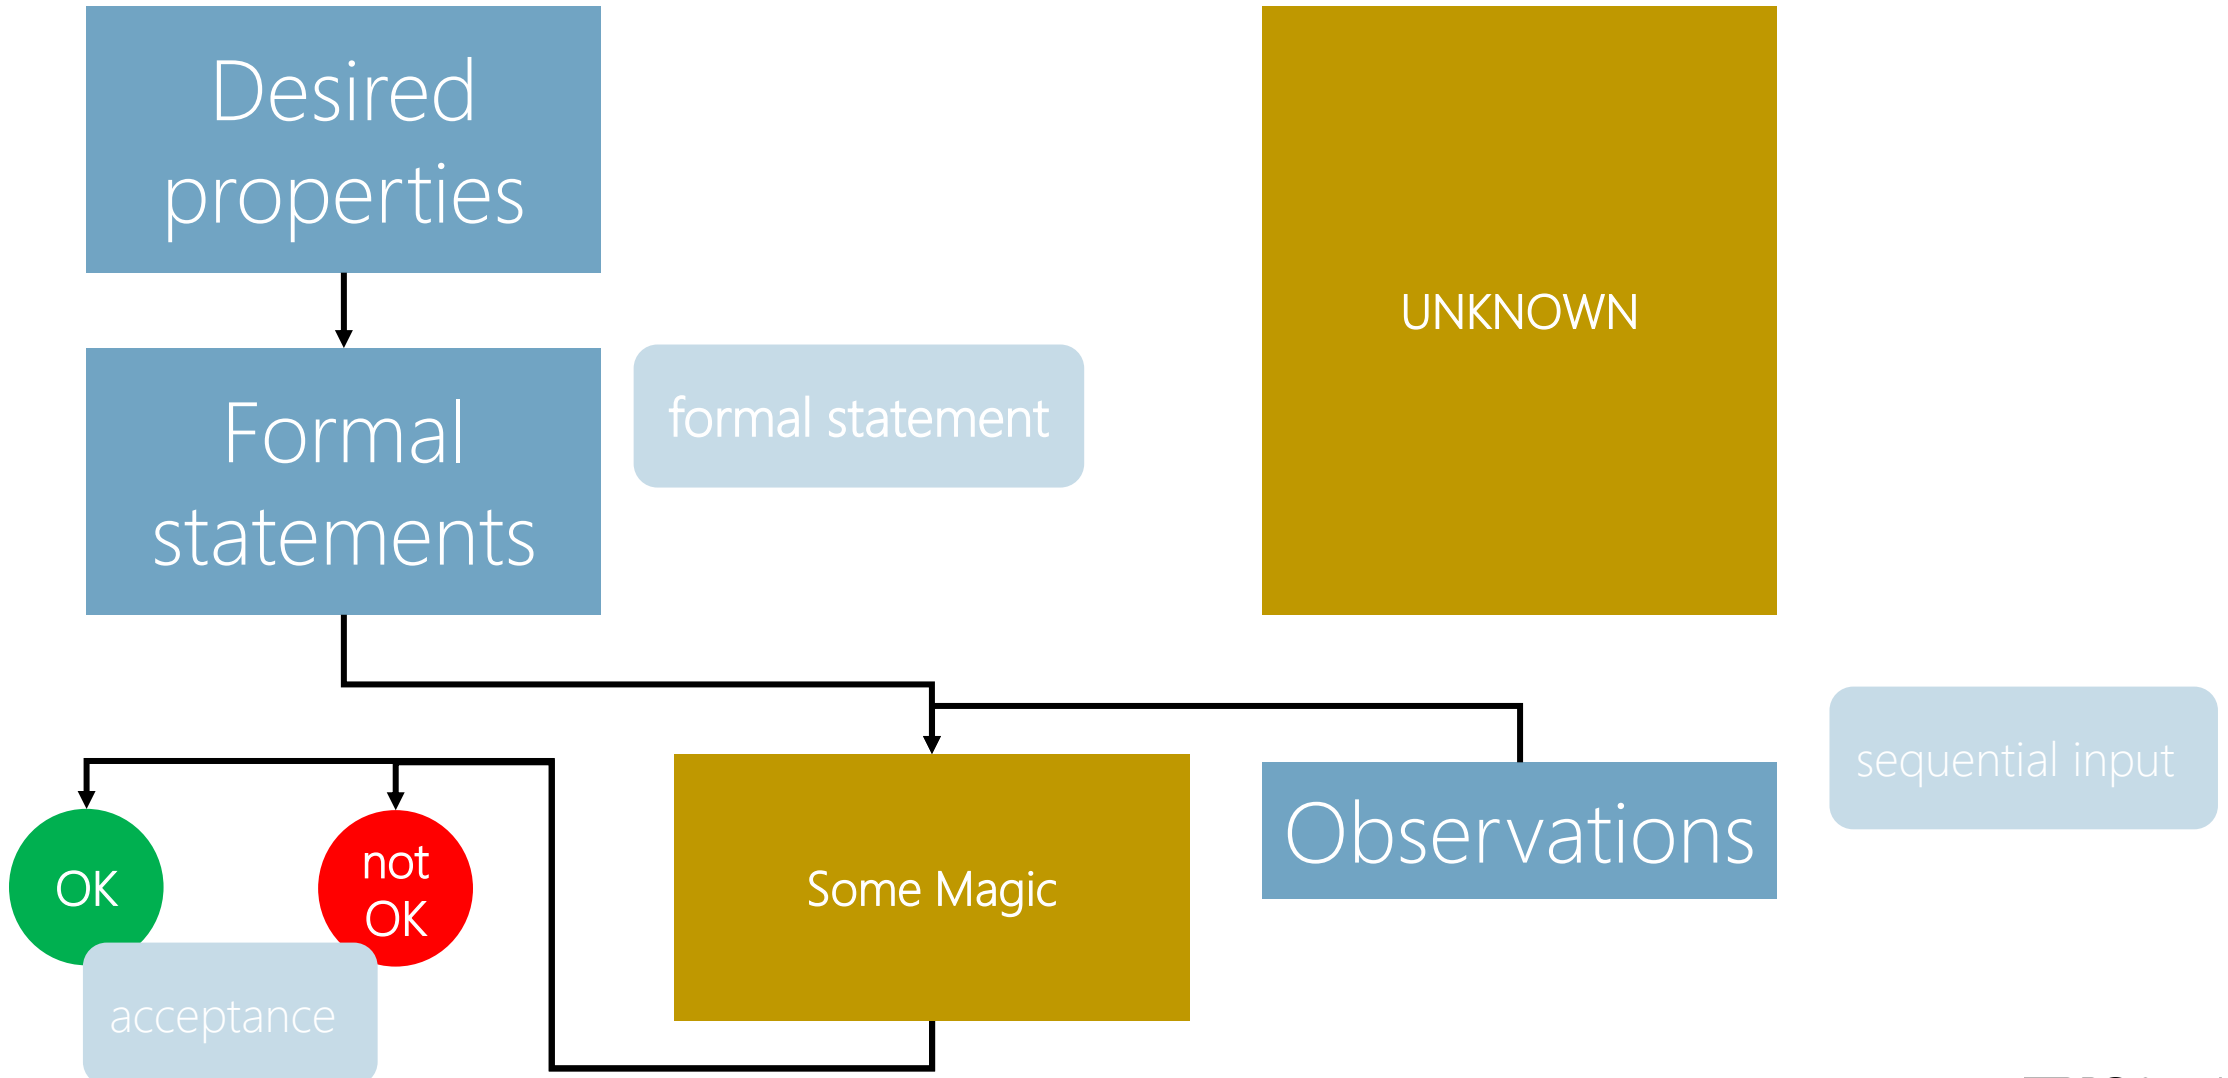 Desired
properties
UNKNOWN
formal statement
Formal
statements
sequential input
Observations
OK
not
OK
Some Magic
acceptance